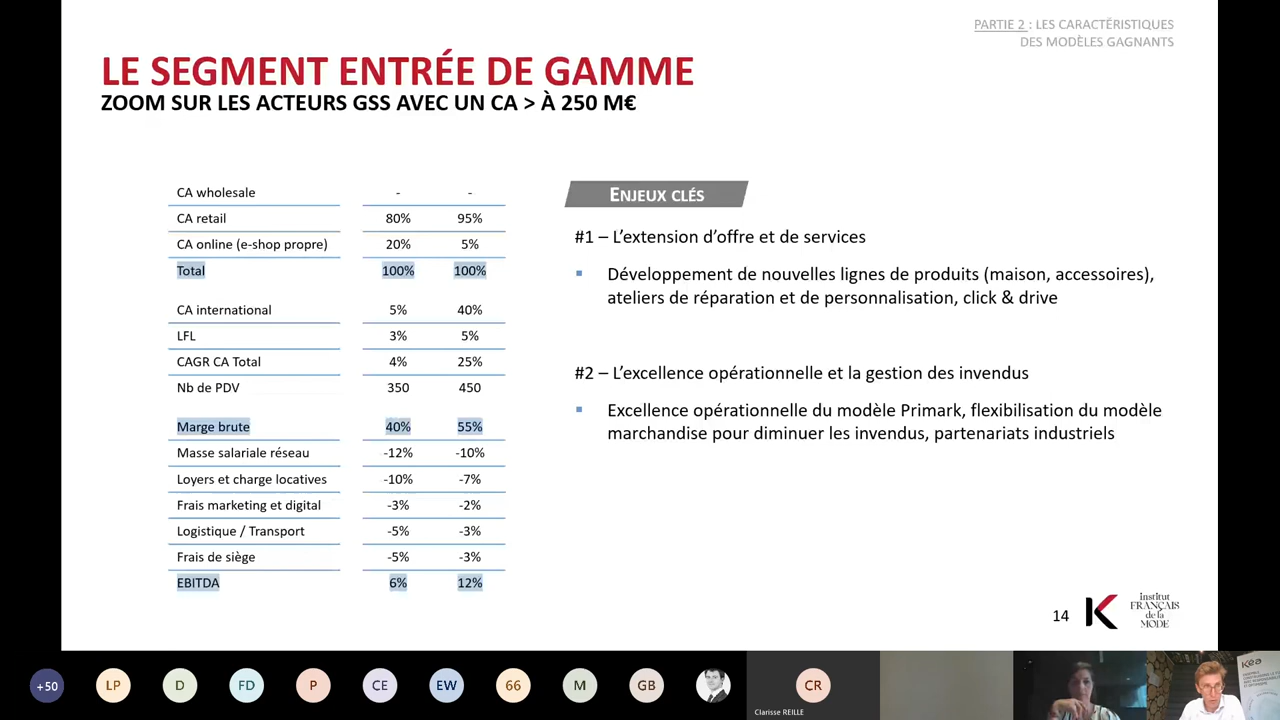 PARTIE 2 : LES CARACTÉRISTIQUES
DES MODÈLES GAGNANTS
LE SEGMENT ENTRÉE DE GAMME
ZOOM SUR LES ACTEURS GSS AVEC UN CA > À 250 M€
CA wholesale - -
CA retail 80% 95%
CA online (e-shop propre) 20% 5%
Total 100% 100%
CA international 5% 40%
LFL 3% 5%
CAGR CA Total 4% 25%
Nb de PDV 350 450
Marge brute 40% 55%
Masse salariale réseau -12% -10%
Loyers et charge locatives -10% -7%
Frais marketing et digital -3% -2%
Logistique / Transport -5% -3%
Frais de siège -5% -3%
EBITDA 6% 12%
ENJEUX CLÉS
#1 – L’extension d’offre et de services
▪ Développement de nouvelles lignes de produits (maison, accessoires),
ateliers de réparation et de personnalisation, click & drive
#2 – L’excellence opérationnelle et la gestion des invendus
▪ Excellence opérationnelle du modèle Primark, flexibilisation du modèle
marchandise pour diminuer les invendus, partenariats industriels
14
K
Institut
FRANÇAIS
de la
MODE
+50 LP D FD P CE EW 66 M GB CR
Clarisse REILLE
kéa